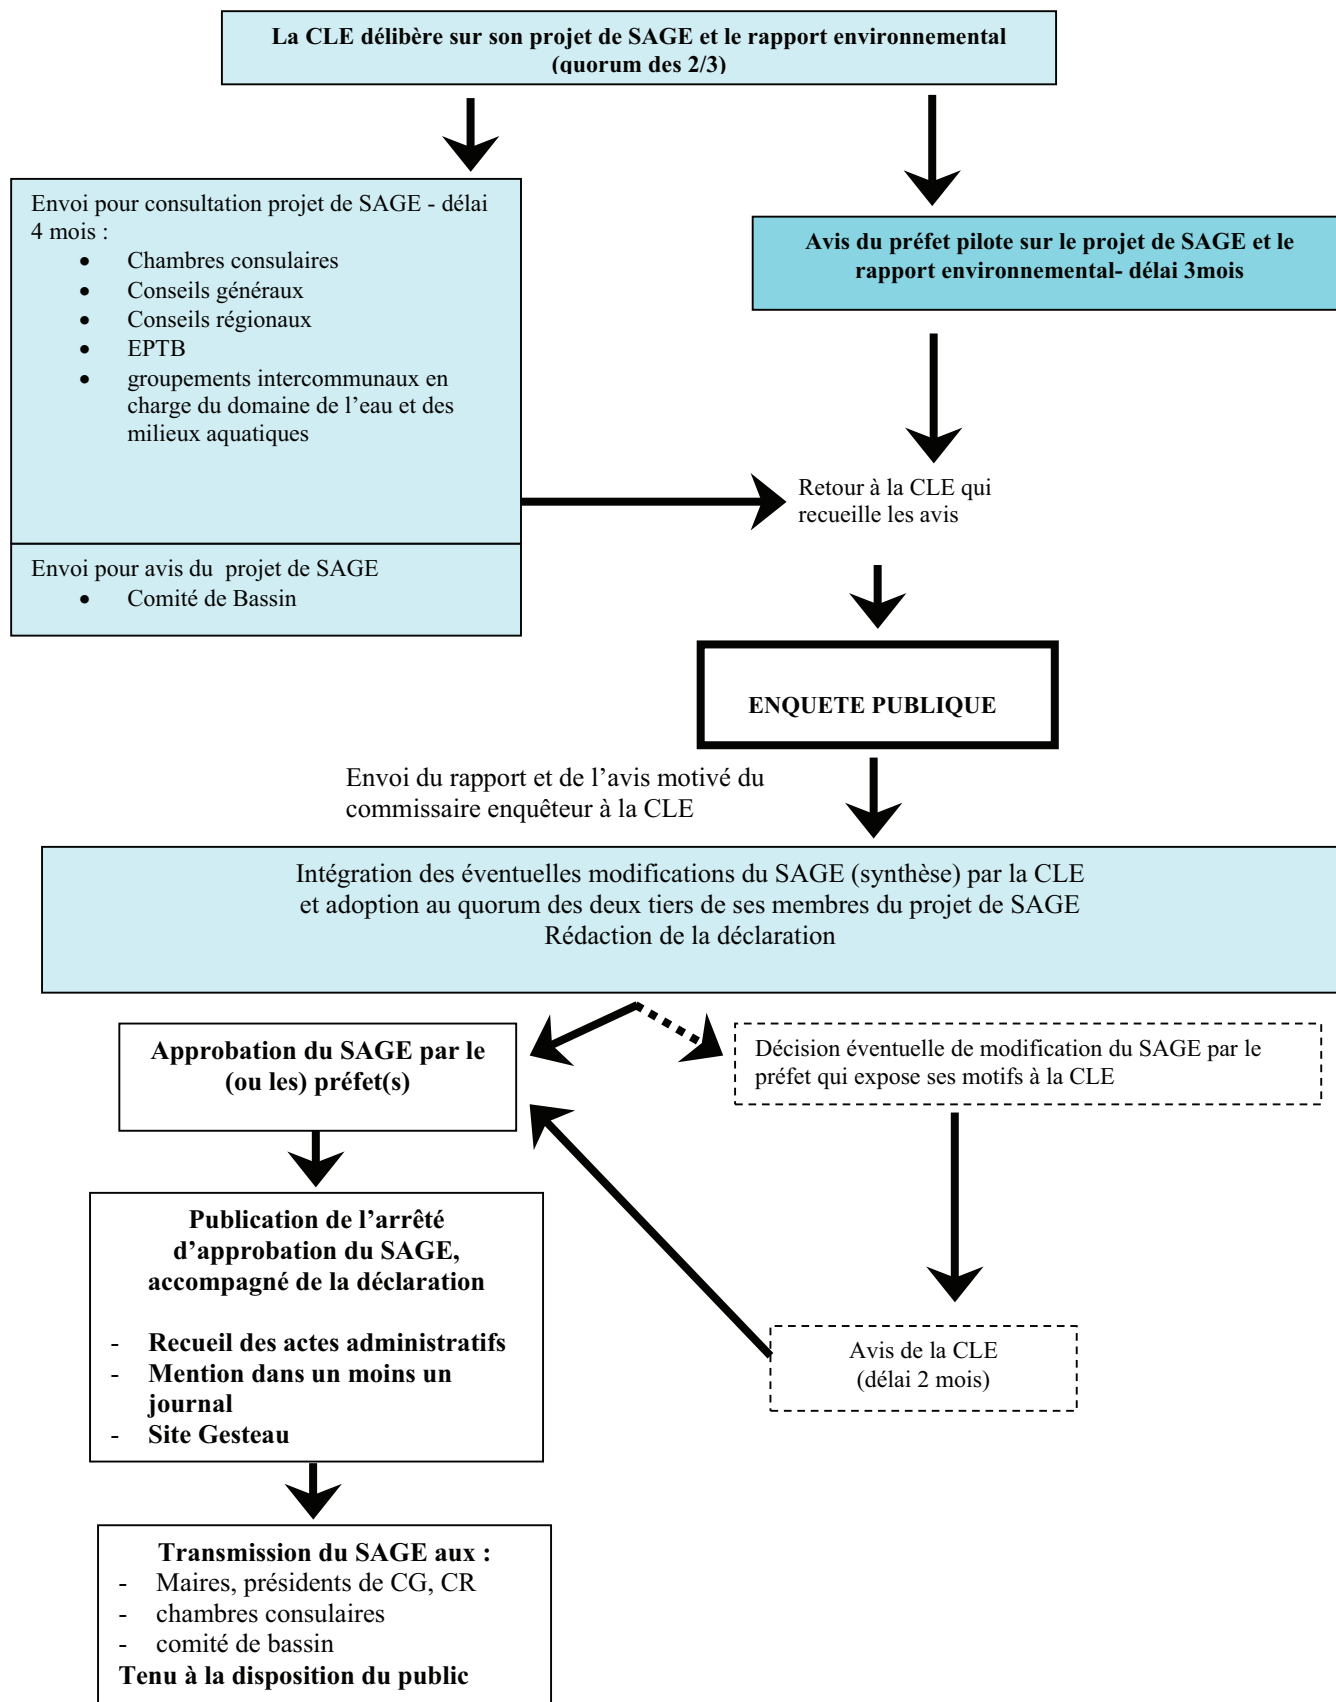 La CLE délibère sur son projet de SAGE et le rapport environnemental
(quorum des 2/3)
Envoi pour consultation projet de SAGE - délai
4 mois :
• Chambres consulaires
• Conseils généraux
• Conseils régionaux
• EPTB
• groupements intercommunaux en
charge du domaine de l’eau et des
milieux aquatiques
Avis du préfet pilote sur le projet de SAGE et le
rapport environnemental- délai 3mois
Retour à la CLE qui
recueille les avis
Envoi pour avis du projet de SAGE
• Comité de Bassin
ENQUETE PUBLIQUE
Envoi du rapport et de l’avis motivé du
commissaire enquêteur à la CLE
Intégration des éventuelles modifications du SAGE (synthèse) par la CLE
et adoption au quorum des deux tiers de ses membres du projet de SAGE
Rédaction de la déclaration
Approbation du SAGE par le
(ou les) préfet(s)
Décision éventuelle de modification du SAGE par le
préfet qui expose ses motifs à la CLE
Publication de l’arrêté
d’approbation du SAGE,
accompagné de la déclaration
- Recueil des actes administratifs
- Mention dans un moins un
journal
- Site Gesteau
Avis de la CLE
(délai 2 mois)
Transmission du SAGE aux :
- Maires, présidents de CG, CR
- chambres consulaires
- comité de bassin
Tenu à la disposition du public